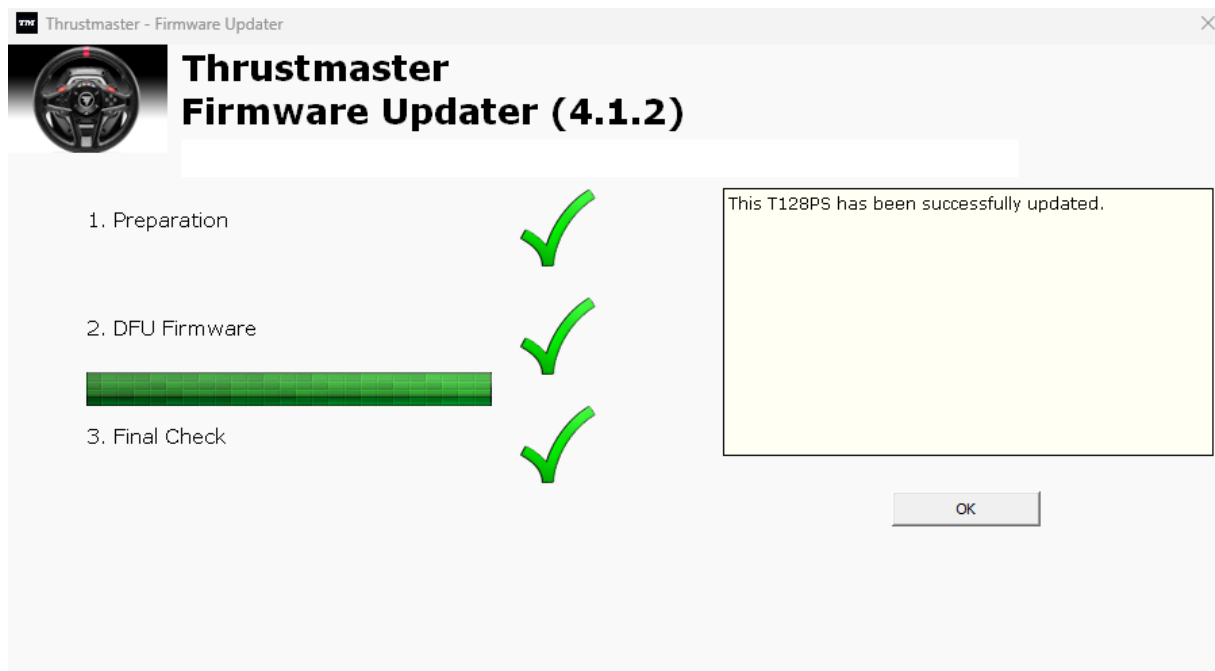 TM Thrustmaster - Firmware Updater
Thrustmaster
Firmware Updater (4.1.2)
1. Preparation
This T128PS has been successfully updated.
2. DFU Firmware
3. Final Check
OK